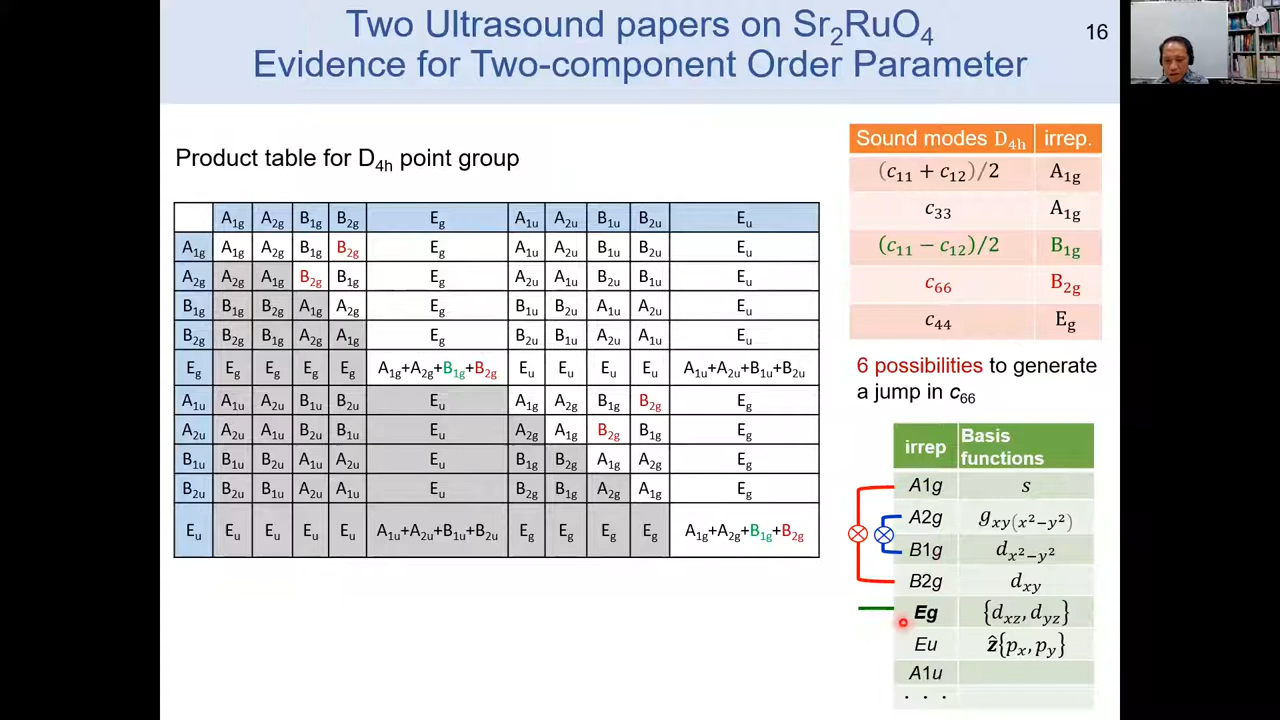 Two Ultrasound papers on Sr₂RuO₄
Evidence for Two-component Order Parameter
16
Product table for D₄ₕ point group
A₁g A₂g B₁g B₂g Eg A₁u A₂u B₁u B₂u Eu
A₁g A₁g A₂g B₁g B₂g Eg A₁u A₂u B₁u B₂u Eu
A₂g A₂g A₁g B₂g B₁g Eg A₂u A₁u B₂u B₁u Eu
B₁g B₁g B₂g A₁g A₂g Eg B₁u B₂u A₁u A₂u Eu
B₂g B₂g B₁g A₂g A₁g Eg B₂u B₁u A₂u A₁u Eu
Eg Eg Eg Eg Eg A₁g+A₂g+B₁g+B₂g Eu Eu Eu Eu A₁u+A₂u+B₁u+B₂u
A₁u A₁u A₂u B₁u B₂u Eu A₁g A₂g B₁g B₂g Eg
A₂u A₂u A₁u B₂u B₁u Eu A₂g A₁g B₂g B₁g Eg
B₁u B₁u B₂u A₁u A₂u Eu B₁g B₂g A₁g A₂g Eg
B₂u B₂u B₁u A₂u A₁u Eu B₂g B₁g A₂g A₁g Eg
Eu Eu Eu Eu Eu A₁u+A₂u+B₁u+B₂u Eg Eg Eg Eg A₁g+A₂g+B₁g+B₂g
Sound modes D₄ₕ irrep.
(c₁₁ + c₁₂)/2 A₁g
c₃₃ A₁g
(c₁₁ − c₁₂)/2 B₁g
c₆₆ B₂g
c₄₄ Eg
6 possibilities to generate
a jump in c₆₆
irrep Basis
functions
A1g s
A2g g_xy(x²−y²)
B1g d_x²−y²
B2g d_xy
Eg {d_xz, d_yz}
Eu ẑ{p_x, p_y}
A1u
. . .